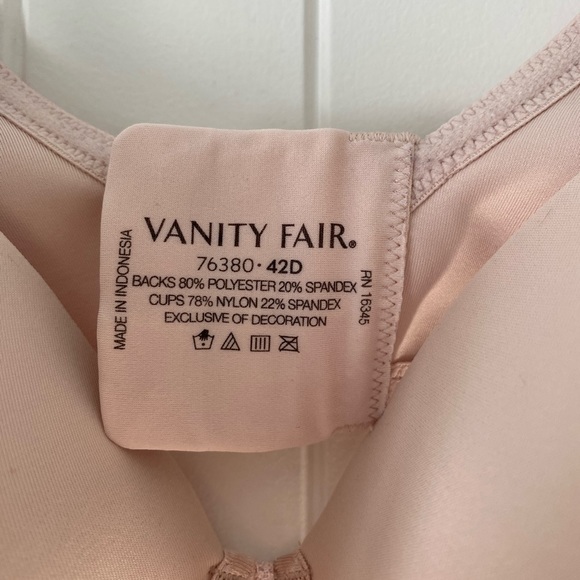 VANITY FAIR®
76380 · 42D
BACKS 80% POLYESTER 20% SPANDEX
CUPS 78% NYLON 22% SPANDEX
EXCLUSIVE OF DECORATION
MADE IN INDONESIA
RN 16345